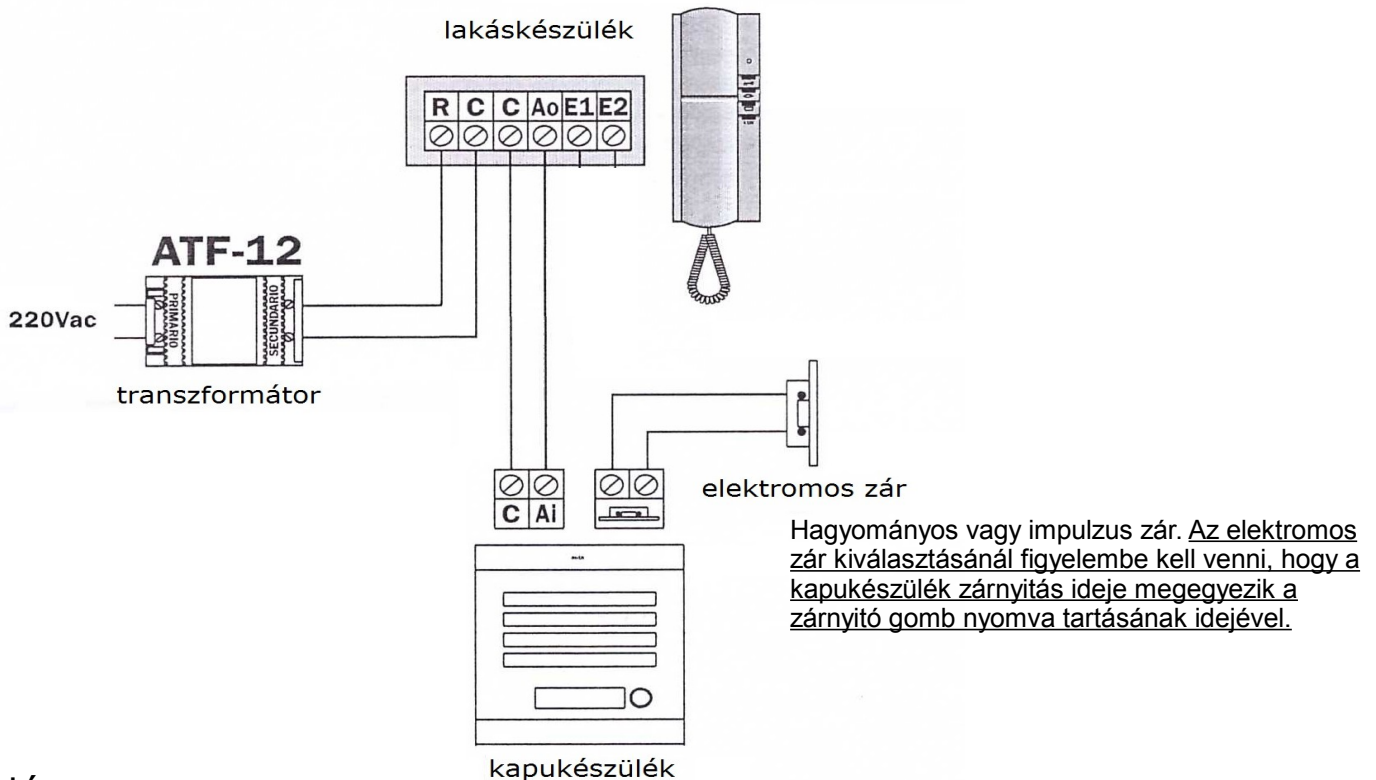 lakáskészülék
R C C Ao E1 E2
ATF-12
220Vac
PRIMARIO
SECUNDARIO
transzformátor
elektromos zár
C Ai
Hagyományos vagy impulzus zár. Az elektromos
zár kiválasztásánál figyelembe kell venni, hogy a
kapukészülék zárnyitás ideje megegyezik a
zárnyitó gomb nyomva tartásának idejével.
kapukészülék